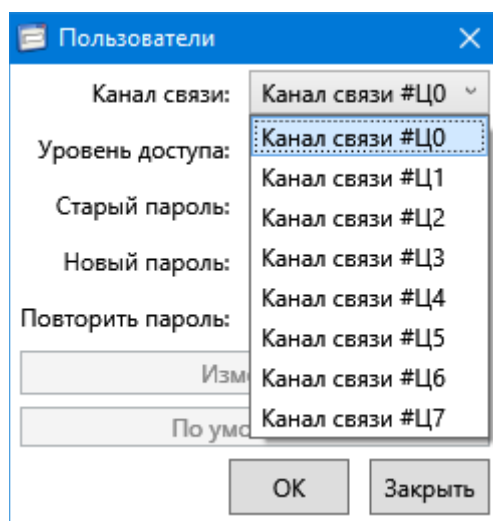 Пользователи
Канал связи: Канал связи #Ц0
Канал связи #Ц0
Уровень доступа:
Канал связи #Ц1
Старый пароль:
Канал связи #Ц2
Новый пароль:
Канал связи #Ц3
Канал связи #Ц4
Повторить пароль:
Канал связи #Ц5
Канал связи #Ц6
Канал связи #Ц7
ОК Закрыть